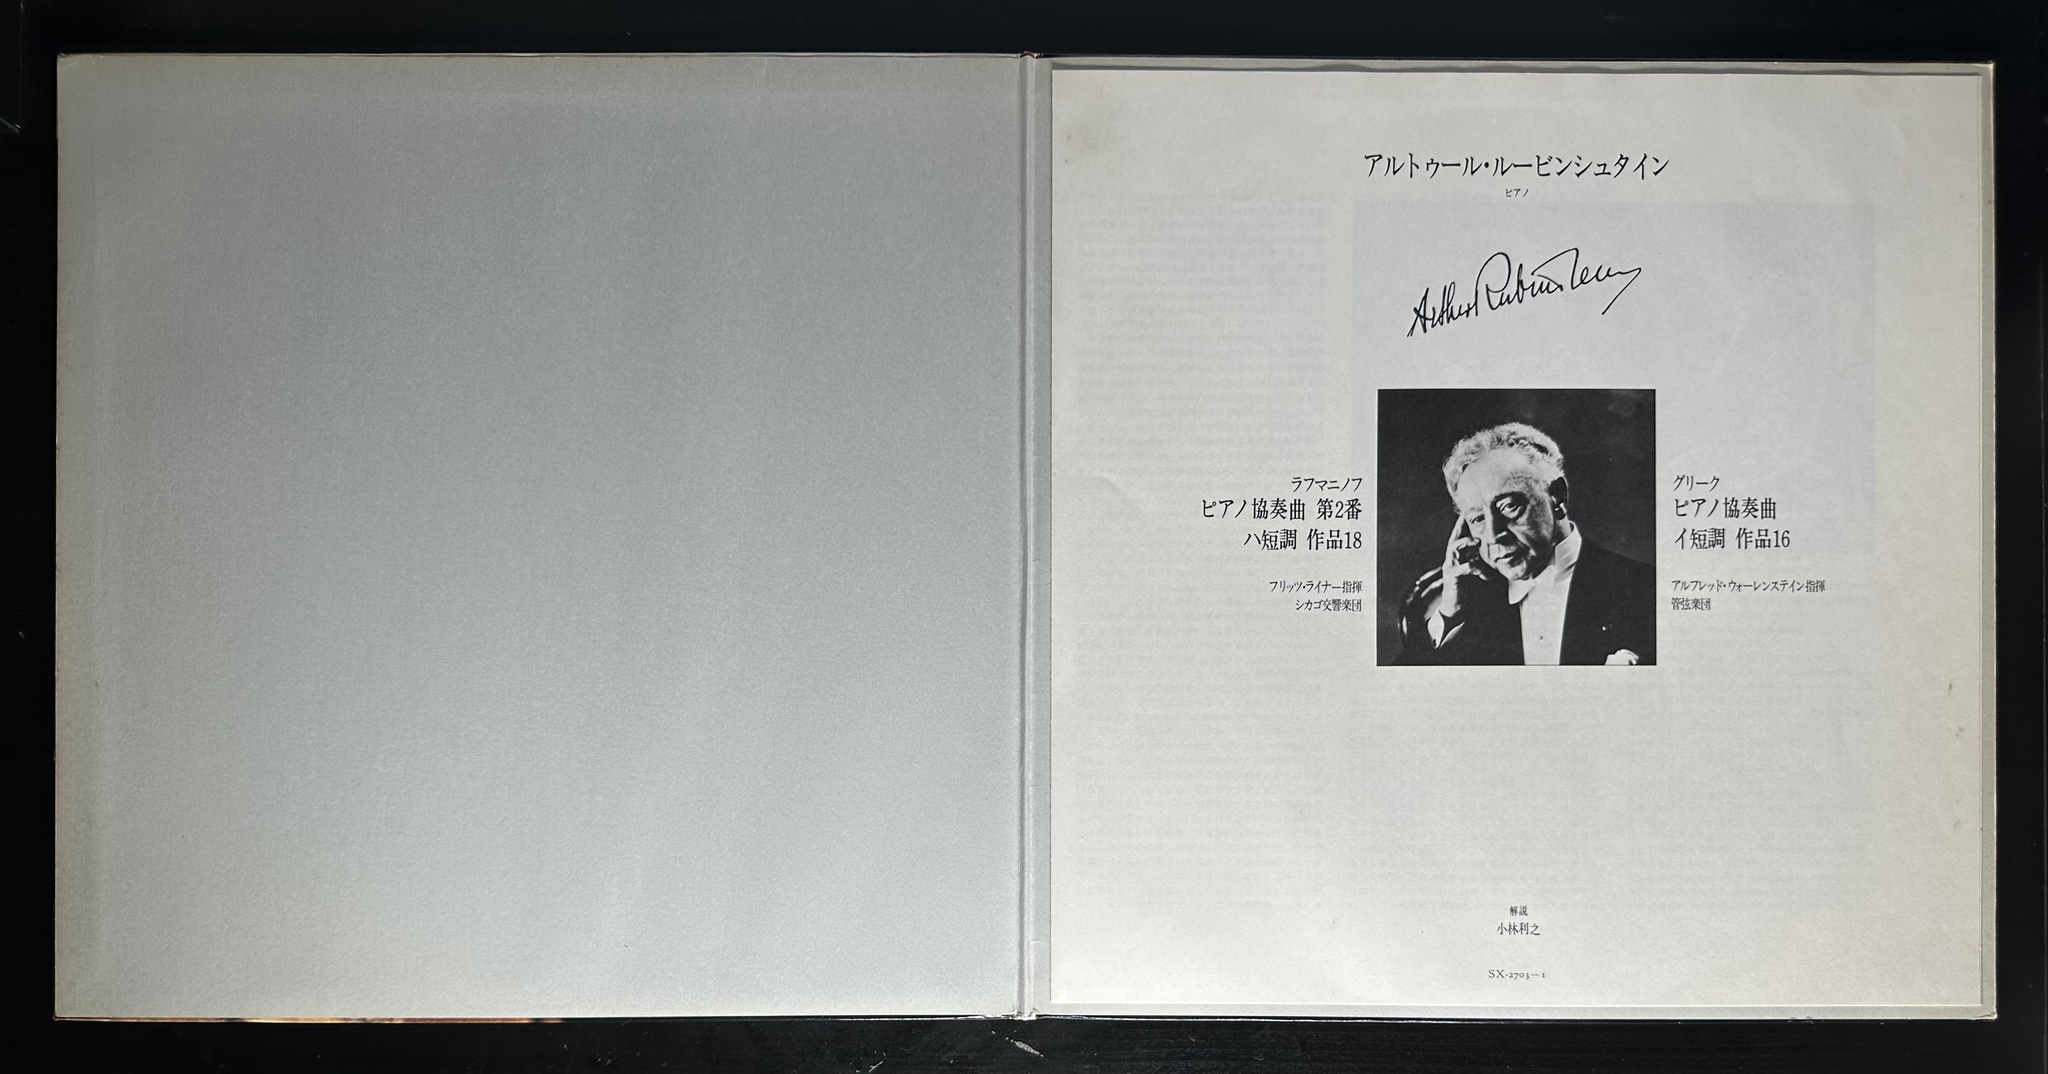 アルトゥール・ルービンシュタイン
ピアノ
Arthur Rubinstein
ラフマニノフ
ピアノ協奏曲 第2番
ハ短調 作品18
フリッツ・ライナー指揮
シカゴ交響楽団
グリーク
ピアノ協奏曲
イ短調 作品16
アルフレッド・ウォーレンステイン指揮
管弦楽団
解説
小林利之
SX-2703-1